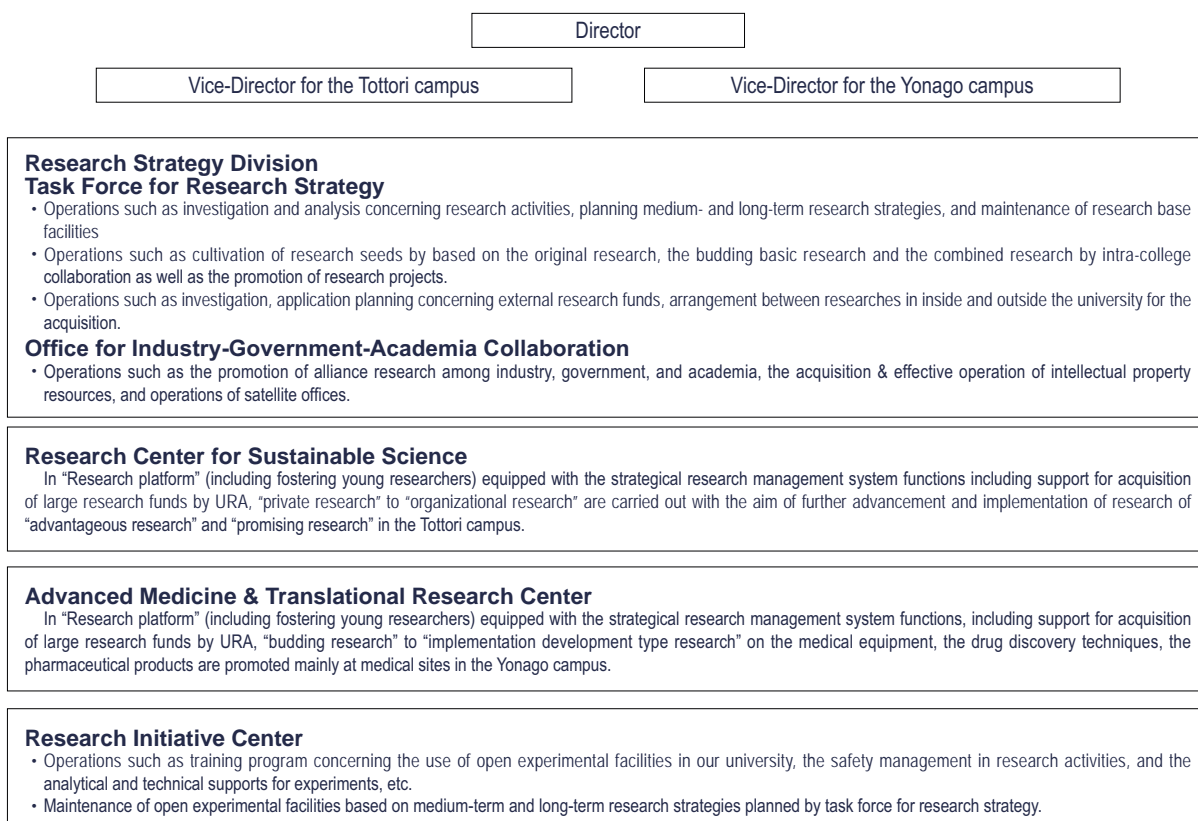 Director
Vice-Director for the Tottori campus
Vice-Director for the Yonago campus
Research Strategy Division
Task Force for Research Strategy
・Operations such as investigation and analysis concerning research activities, planning medium- and long-term research strategies, and maintenance of research base
facilities
・Operations such as cultivation of research seeds by based on the original research, the budding basic research and the combined research by intra-college
collaboration as well as the promotion of research projects.
・Operations such as investigation, application planning concerning external research funds, arrangement between researches in inside and outside the university for the
acquisition.
Office for Industry-Government-Academia Collaboration
・Operations such as the promotion of alliance research among industry, government, and academia, the acquisition & effective operation of intellectual property
resources, and operations of satellite offices.
Research Center for Sustainable Science
In “Research platform” (including fostering young researchers) equipped with the strategical research management system functions including support for acquisition
of large research funds by URA, “private research” to “organizational research” are carried out with the aim of further advancement and implementation of research of
“advantageous research” and “promising research” in the Tottori campus.
Advanced Medicine & Translational Research Center
In “Research platform” (including fostering young researchers) equipped with the strategical research management system functions, including support for acquisition
of large research funds by URA, “budding research” to “implementation development type research” on the medical equipment, the drug discovery techniques, the
pharmaceutical products are promoted mainly at medical sites in the Yonago campus.
Research Initiative Center
・Operations such as training program concerning the use of open experimental facilities in our university, the safety management in research activities, and the
analytical and technical supports for experiments, etc.
・Maintenance of open experimental facilities based on medium-term and long-term research strategies planned by task force for research strategy.